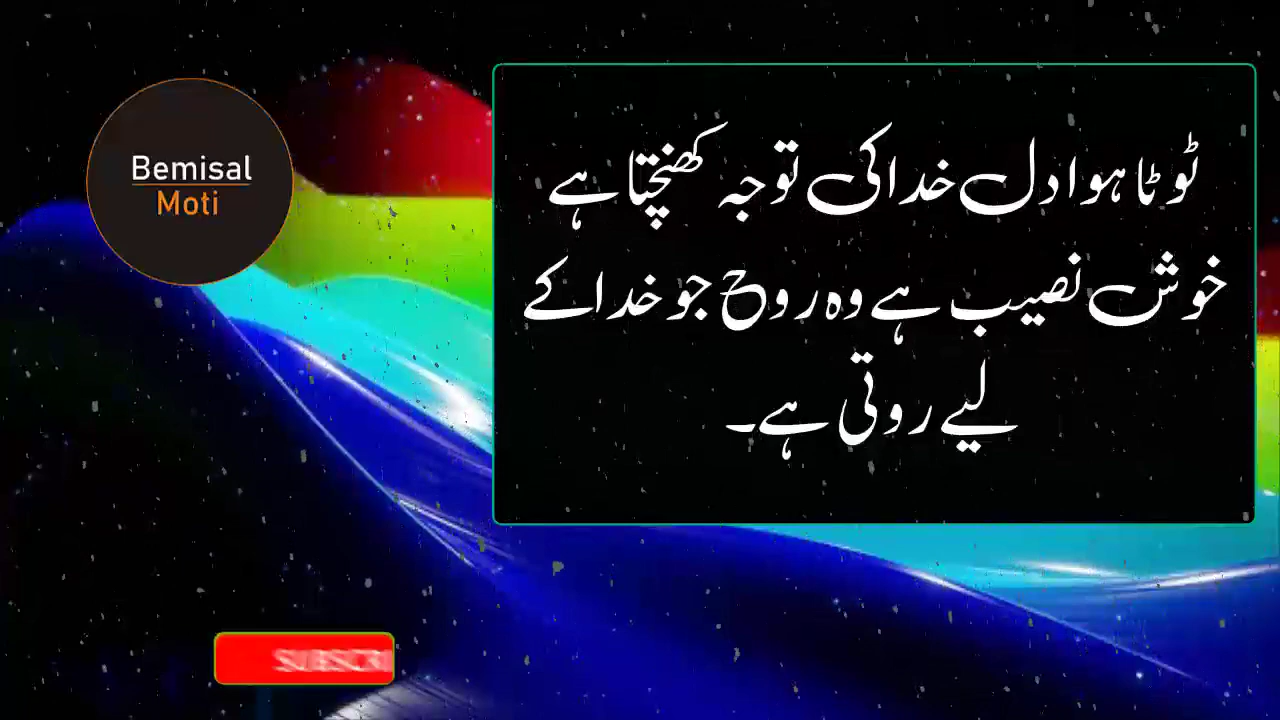 Bemisal
Moti
ٹوٹا ہوا دل خدا کی توجہ کھنچتا ہے
خوش نصیب ہے وہ روح جو خدا کے
لیے روتی ہے۔